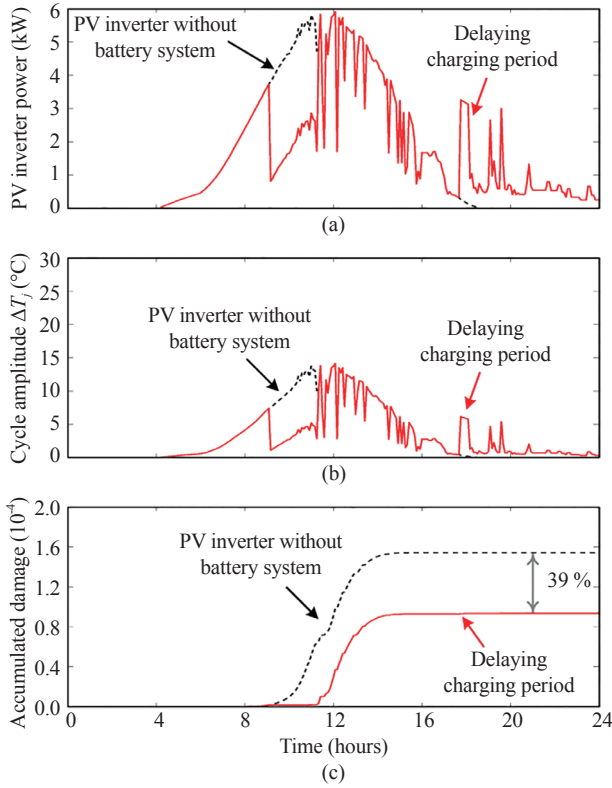 PV inverter power (kW)
6
5
4
3
2
1
0
PV inverter without
battery system
Delaying
charging period
(a)
Cycle amplitude ΔTj (°C)
30
25
20
15
10
5
0
PV inverter without
battery system
Delaying
charging period
(b)
Accumulated damage (10-4)
2.0
1.6
1.2
0.8
0.4
0.0
PV inverter without
battery system
39 %
Delaying
charging period
0 4 8 12 16 20 24
Time (hours)
(c)